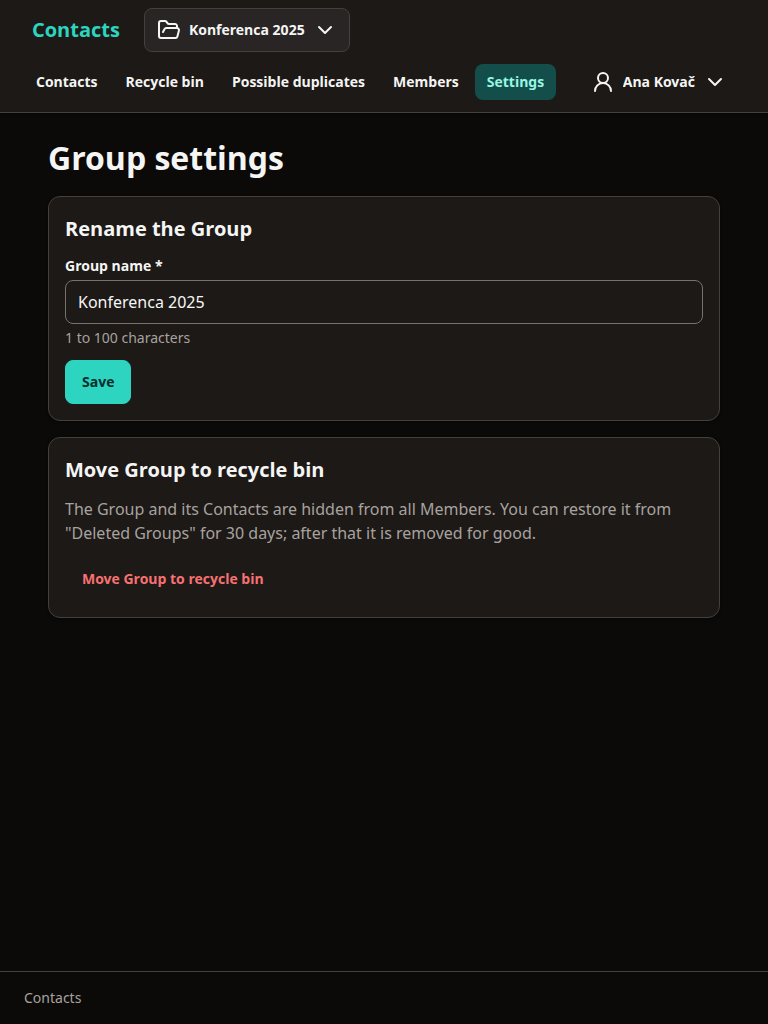 Contacts
Konferenca 2025
Contacts
Recycle bin
Possible duplicates
Members
Settings
Ana Kovač
Group settings
Rename the Group
Group name *
Konferenca 2025
1 to 100 characters
Save
Move Group to recycle bin
The Group and its Contacts are hidden from all Members. You can restore it from
"Deleted Groups" for 30 days; after that it is removed for good.
Move Group to recycle bin
Contacts